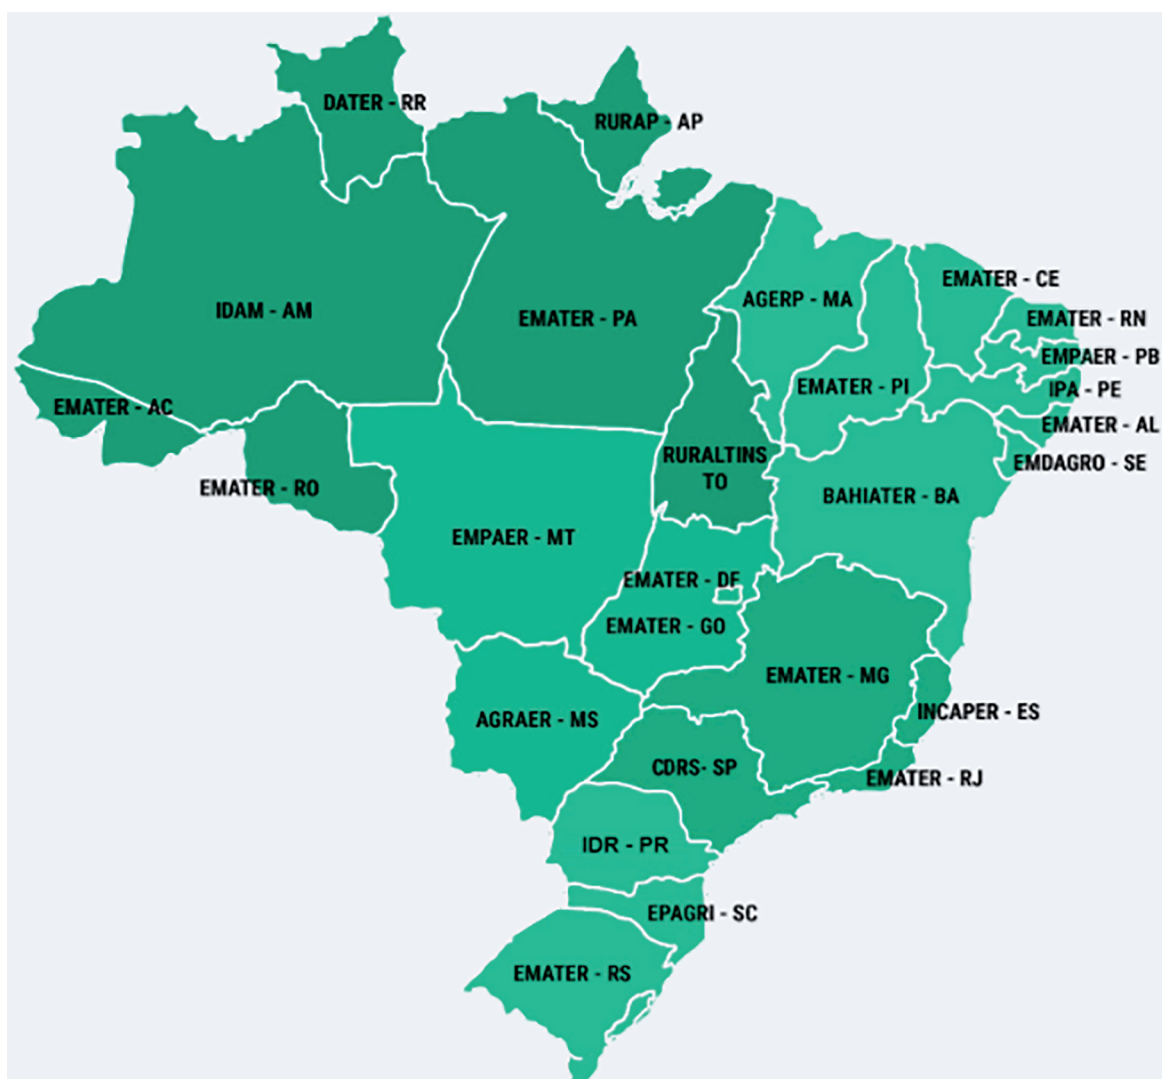 DATER - RR
RURAP - AP
EMATER - CE
AGERP - MA
IDAM - AM
EMATER - PA
EMATER - RN
EMPAER - PB
EMATER - PI
IPA - PE
EMATER - AC
EMATER - AL
RURALTINS
TO
EMDAGRO - SE
EMATER - RO
BAHIATER - BA
EMPAER - MT
EMATER - DF
EMATER - GO
EMATER - MG
INCAPER - ES
AGRAER - MS
CDRS- SP
EMATER - RJ
IDR - PR
EPAGRI - SC
EMATER - RS